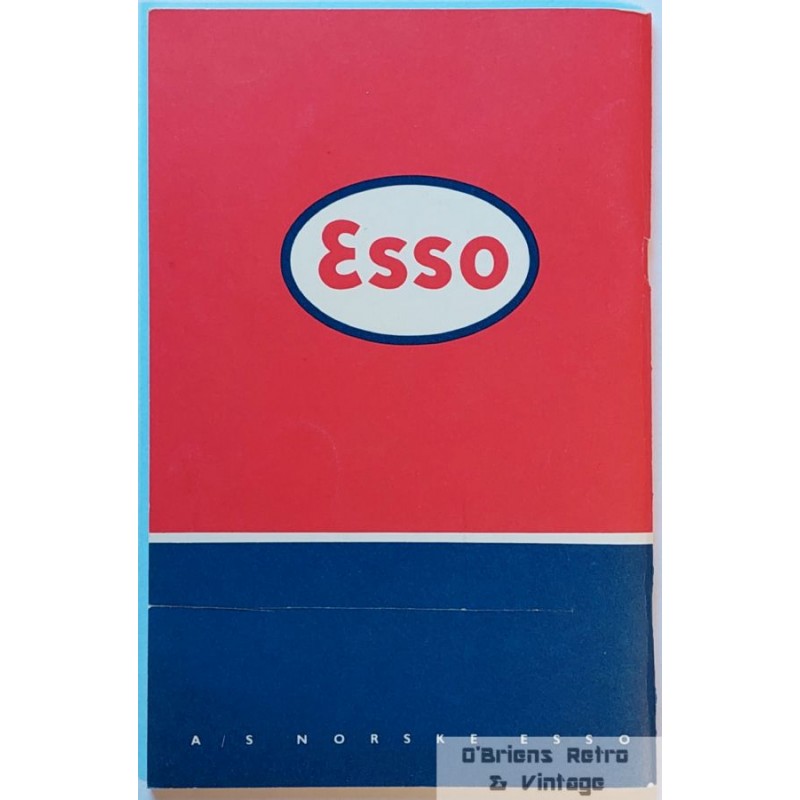 Esso
A/S NORSKE ESSO
O'Briens Retro
& Vintage